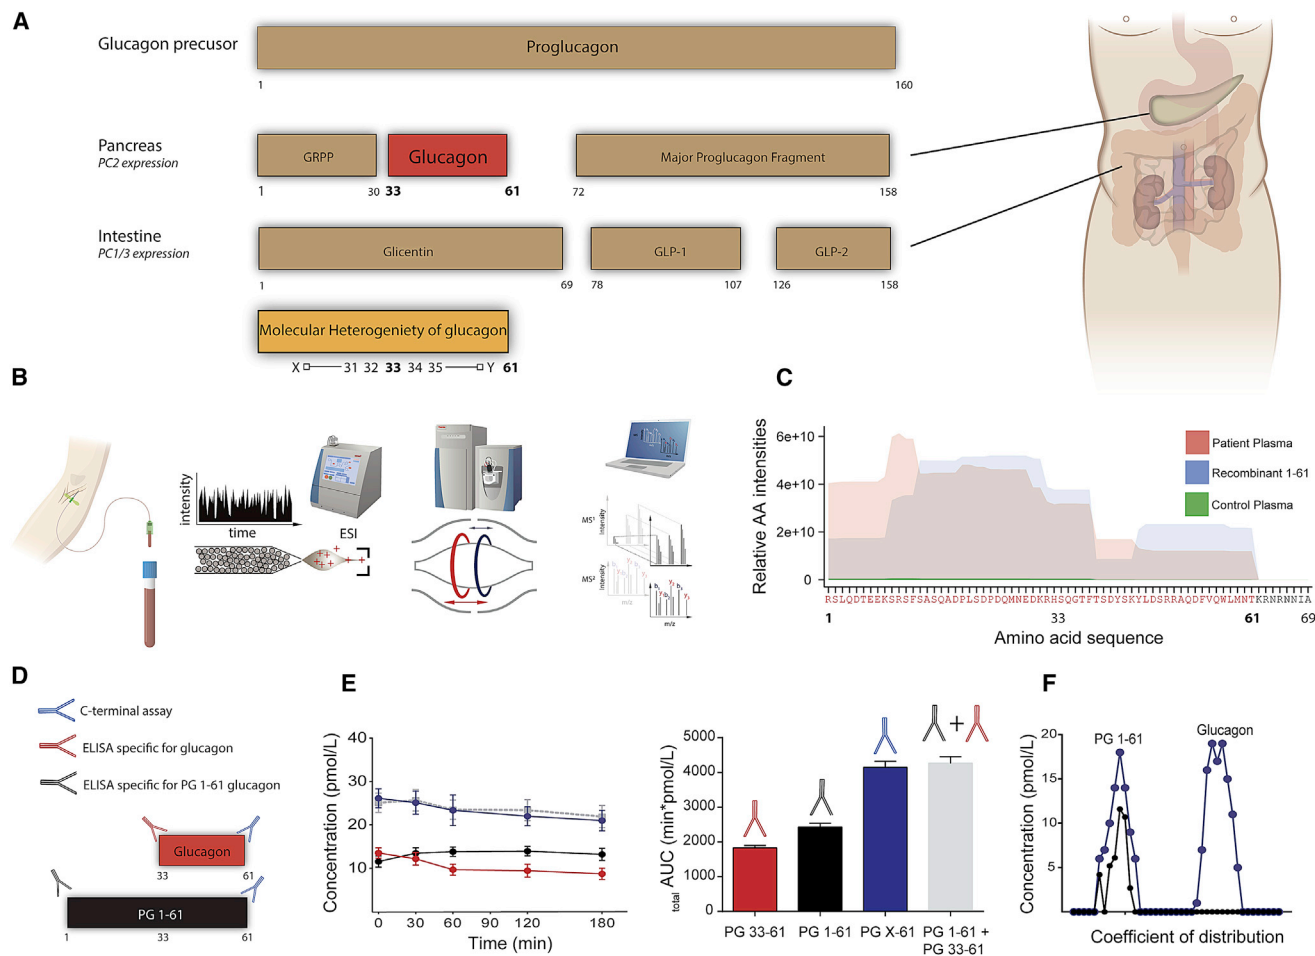 A
Glucagon precusor
Proglucagon
1 160
Pancreas
PC2 expression
GRPP
Glucagon
Major Proglucagon Fragment
1 30 33 61 72 158
Intestine
PC1/3 expression
Glicentin
GLP-1
GLP-2
1 69 78 107 126 158
Molecular Heterogeniety of glucagon
X 31 32 33 34 35 Y 61
B
intensity
time
ESI
MS¹
Intensity
MS²
Intensity
m/z
m/z
C
Relative AA intensities
6e+10
4e+10
2e+10
0
Patient Plasma
Recombinant 1-61
Control Plasma
RSLQDTEEKSRSFSASQADPLSDPDQMNEDKRHSQGTFTSDYSKYLDSRRAQDFVQWLMNTKRNRNNIA
1 33 61 69
Amino acid sequence
D
C-terminal assay
ELISA specific for glucagon
ELISA specific for PG 1-61 glucagon
Glucagon
33 61
PG 1-61
1 33 61
E
Concentration (pmol/L)
40
30
20
10
0 30 60 90 120 180
Time (min)
total AUC (min*pmol/L)
5000
4000
3000
2000
1000
0
+
PG 33-61 PG 1-61 PG X-61 PG 1-61 +
PG 33-61
F
Concentration (pmol/L)
20
15
10
5
PG 1-61
Glucagon
Coefficient of distribution